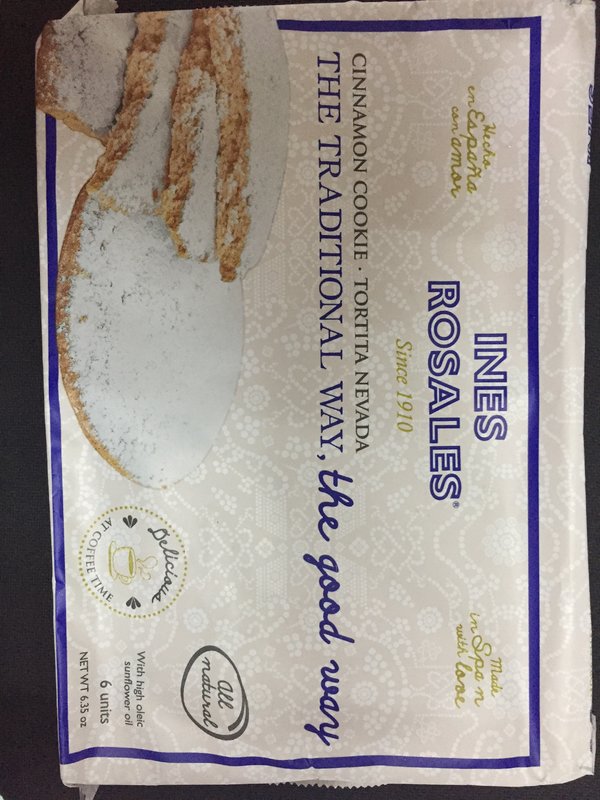 Hecho
en España
con amor
INES
ROSALES®
Since 1910
Made
in Spain
with love
CINNAMON COOKIE · TORTITA NEVADA
THE TRADITIONAL WAY, the good way
All
natural
Delicious
AT COFFEE TIME
With high oleic
sunflower oil
6 units
NET WT 6.35 oz